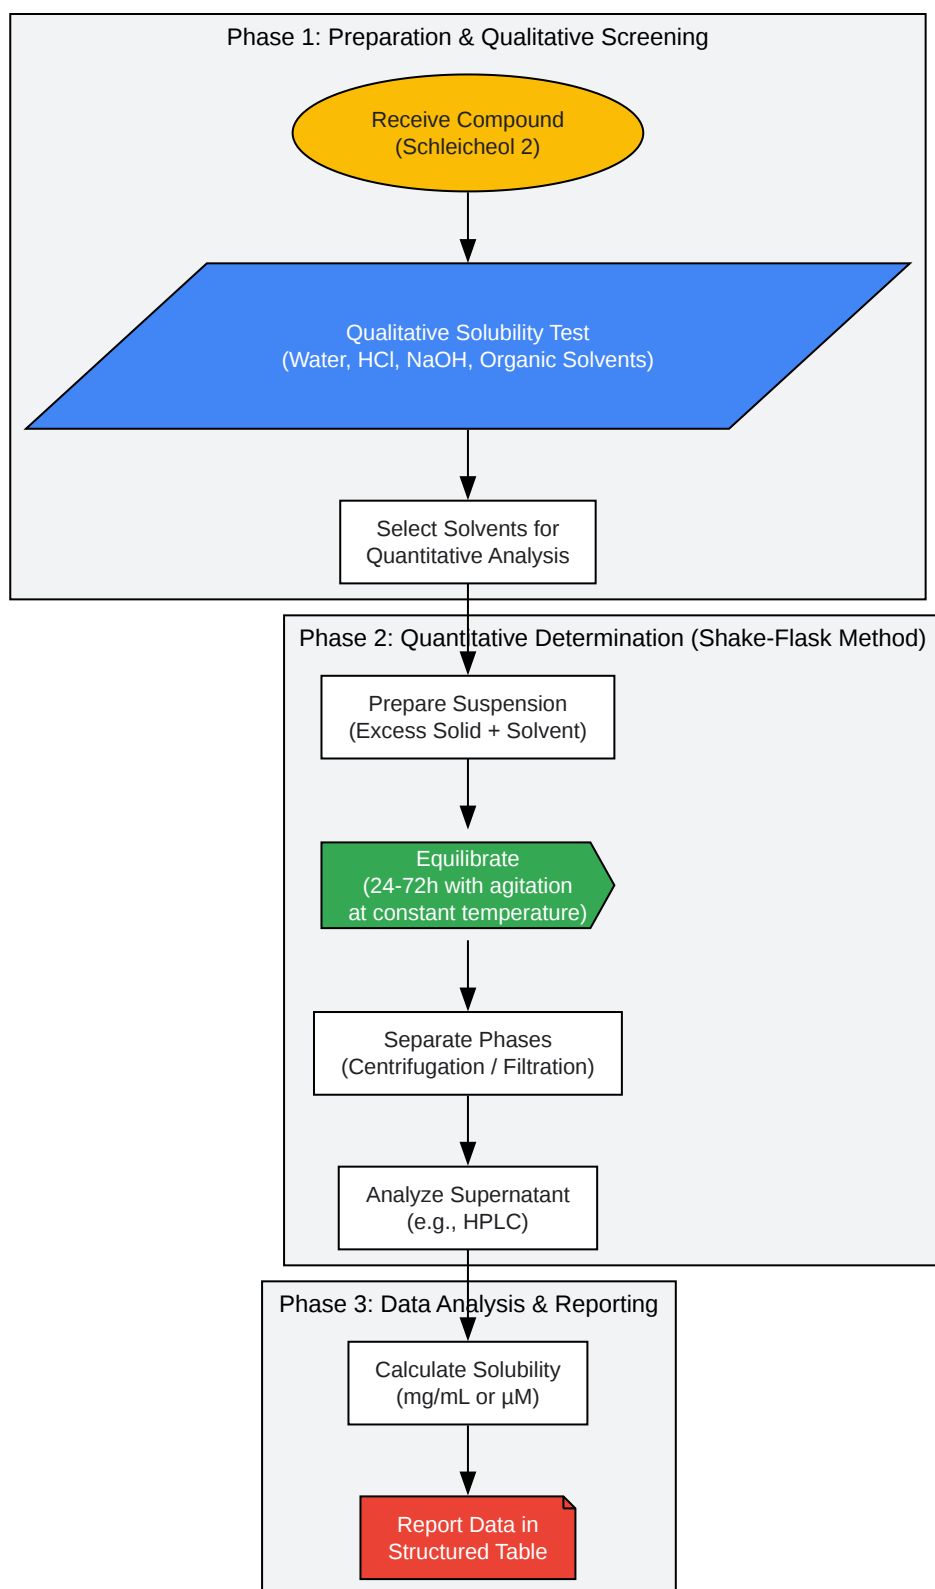 Phase 1: Preparation & Qualitative Screening
Receive Compound
(Schleicheol 2)
Qualitative Solubility Test
(Water, HCl, NaOH, Organic Solvents)
Select Solvents for
Quantitative Analysis
Phase 2: Quantitative Determination (Shake-Flask Method)
Prepare Suspension
(Excess Solid + Solvent)
Equilibrate
(24-72h with agitation
at constant temperature)
Separate Phases
(Centrifugation / Filtration)
Analyze Supernatant
(e.g., HPLC)
Phase 3: Data Analysis & Reporting
Calculate Solubility
(mg/mL or µM)
Report Data in
Structured Table